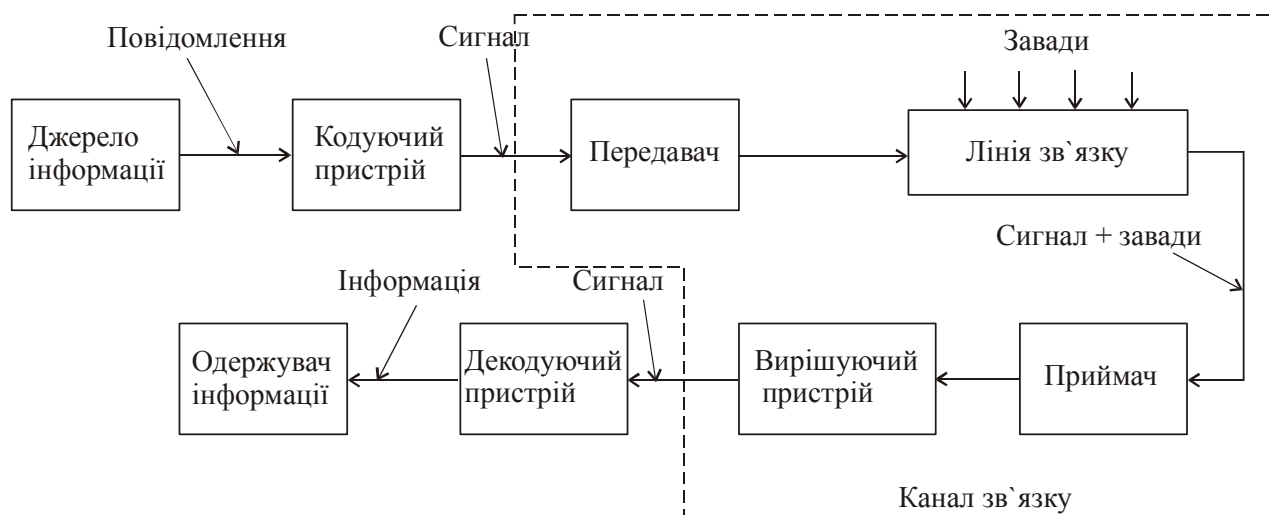 Повідомлення
Сигнал
Завади
Джерело
інформації
Кодуючий
пристрій
Передавач
Лінія зв`язку
Сигнал + завади
Інформація
Сигнал
Одержувач
інформації
Декодуючий
пристрій
Вирішуючий
пристрій
Приймач
Канал зв`язку